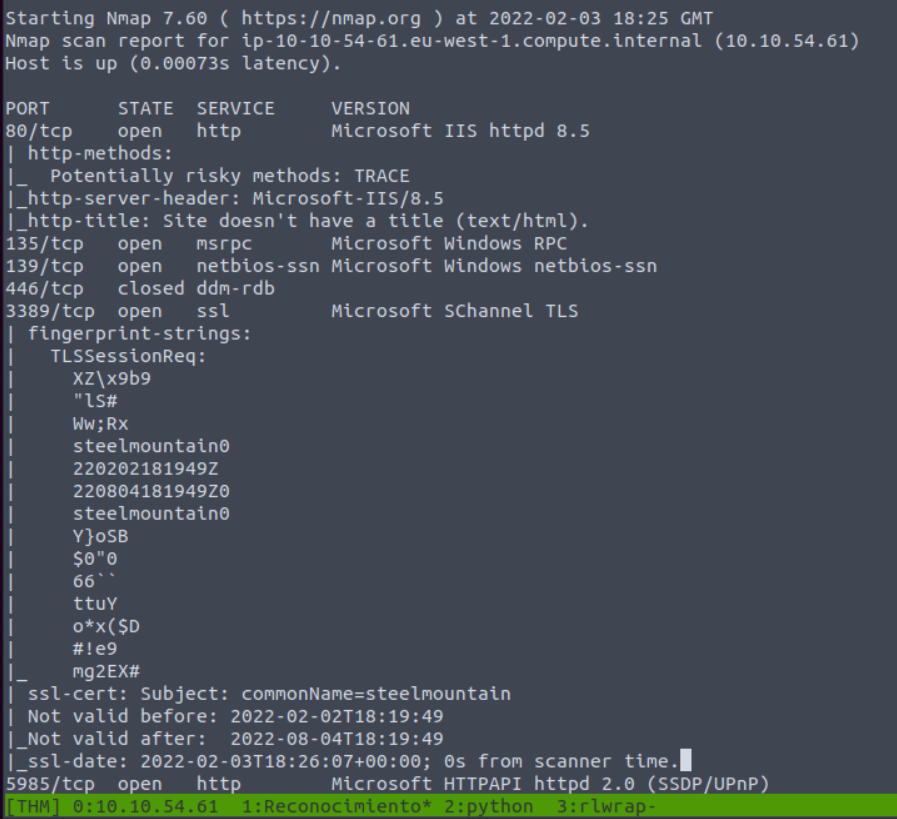 Starting Nmap 7.60 ( https://nmap.org ) at 2022-02-03 18:25 GMT
Nmap scan report for ip-10-10-54-61.eu-west-1.compute.internal (10.10.54.61)
Host is up (0.00073s latency).

PORT      STATE  SERVICE     VERSION
80/tcp    open   http        Microsoft IIS httpd 8.5
| http-methods:
|_  Potentially risky methods: TRACE
|_http-server-header: Microsoft-IIS/8.5
|_http-title: Site doesn't have a title (text/html).
135/tcp   open   msrpc       Microsoft Windows RPC
139/tcp   open   netbios-ssn Microsoft Windows netbios-ssn
446/tcp   closed ddm-rdb
3389/tcp  open   ssl         Microsoft SChannel TLS
| fingerprint-strings:
|   TLSSessionReq:
|     XZ\x9b9
|     "lS#
|     Ww;Rx
|     steelmountain0
|     220202181949Z
|     220804181949Z0
|     steelmountain0
|     Y}oSB
|     $0"0
|     66``
|     ttuY
|     o*x($D
|     #!e9
|_    mg2EX#
| ssl-cert: Subject: commonName=steelmountain
| Not valid before: 2022-02-02T18:19:49
|_Not valid after:  2022-08-04T18:19:49
|_ssl-date: 2022-02-03T18:26:07+00:00; 0s from scanner time.
5985/tcp  open   http        Microsoft HTTPAPI httpd 2.0 (SSDP/UPnP)
[THM] 0:10.10.54.61  1:Reconocimiento* 2:python  3:rlwrap-